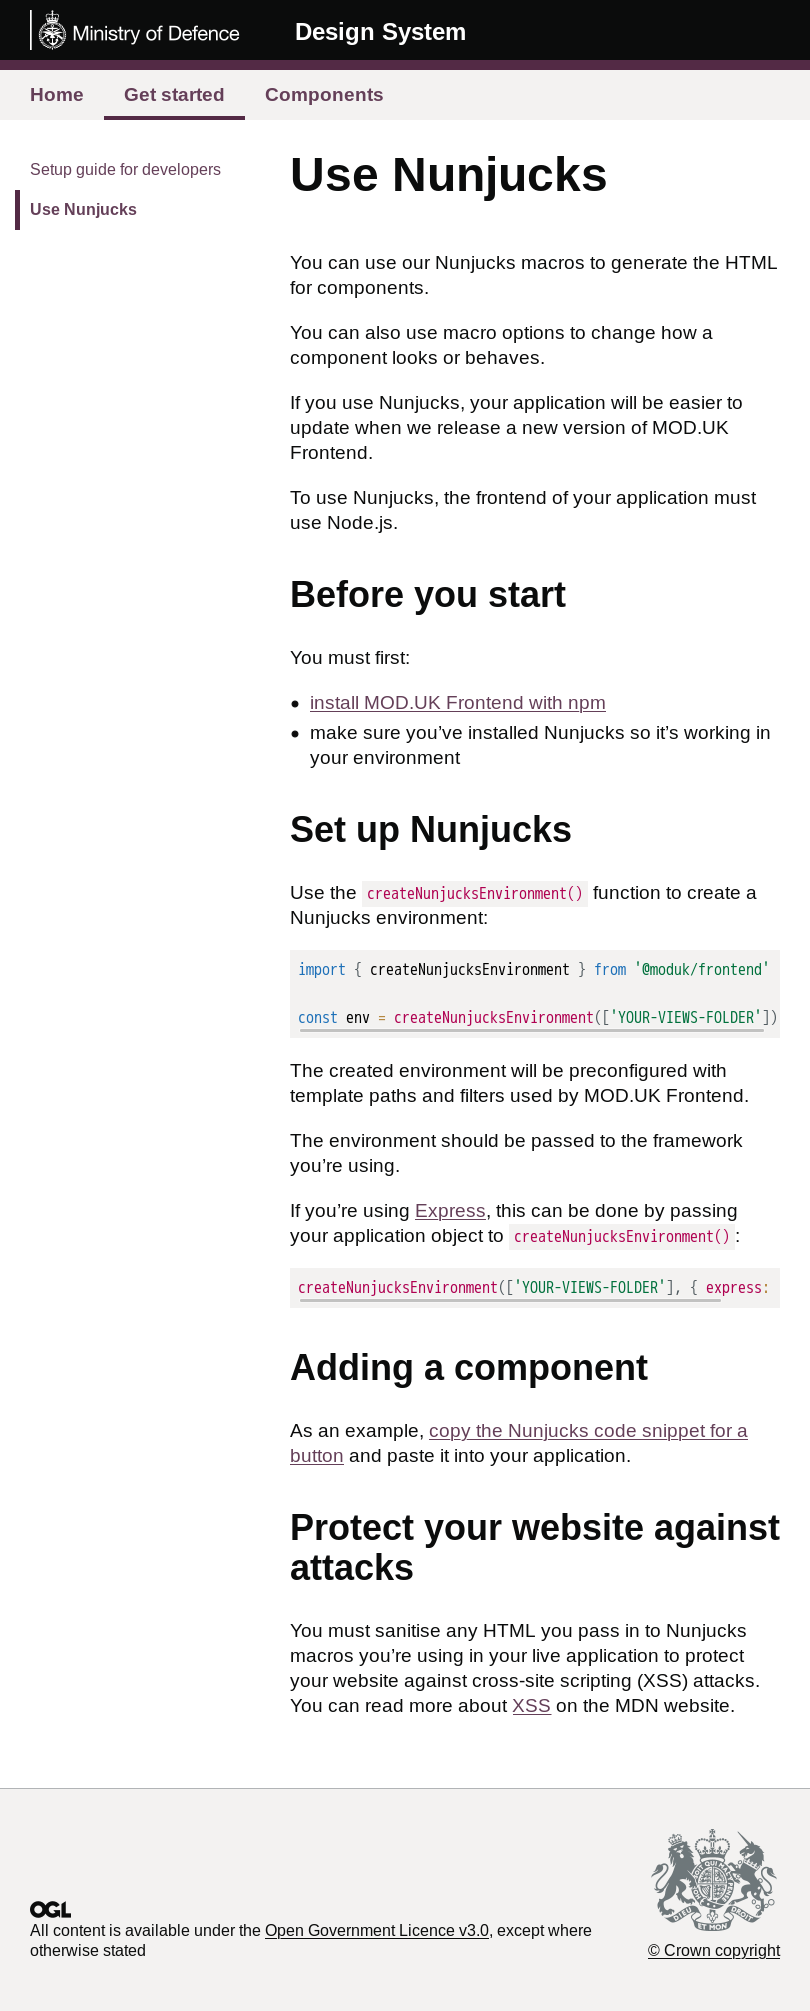 Ministry of Defence
Design System
Home
Get started
Components
Setup guide for developers
Use Nunjucks
Use Nunjucks
You can use our Nunjucks macros to generate the HTML
for components.
You can also use macro options to change how a
component looks or behaves.
If you use Nunjucks, your application will be easier to
update when we release a new version of MOD.UK
Frontend.
To use Nunjucks, the frontend of your application must
use Node.js.
Before you start
You must first:
• install MOD.UK Frontend with npm
• make sure you’ve installed Nunjucks so it’s working in
your environment
Set up Nunjucks
Use the createNunjucksEnvironment() function to create a
Nunjucks environment:
import { createNunjucksEnvironment } from '@moduk/frontend'
const env = createNunjucksEnvironment(['YOUR-VIEWS-FOLDER'])
The created environment will be preconfigured with
template paths and filters used by MOD.UK Frontend.
The environment should be passed to the framework
you’re using.
If you’re using Express, this can be done by passing
your application object to createNunjucksEnvironment():
createNunjucksEnvironment(['YOUR-VIEWS-FOLDER'], { express:
Adding a component
As an example, copy the Nunjucks code snippet for a
button and paste it into your application.
Protect your website against
attacks
You must sanitise any HTML you pass in to Nunjucks
macros you’re using in your live application to protect
your website against cross-site scripting (XSS) attacks.
You can read more about XSS on the MDN website.
OGL
All content is available under the Open Government Licence v3.0, except where
otherwise stated
DIEU ET MON DROIT
© Crown copyright